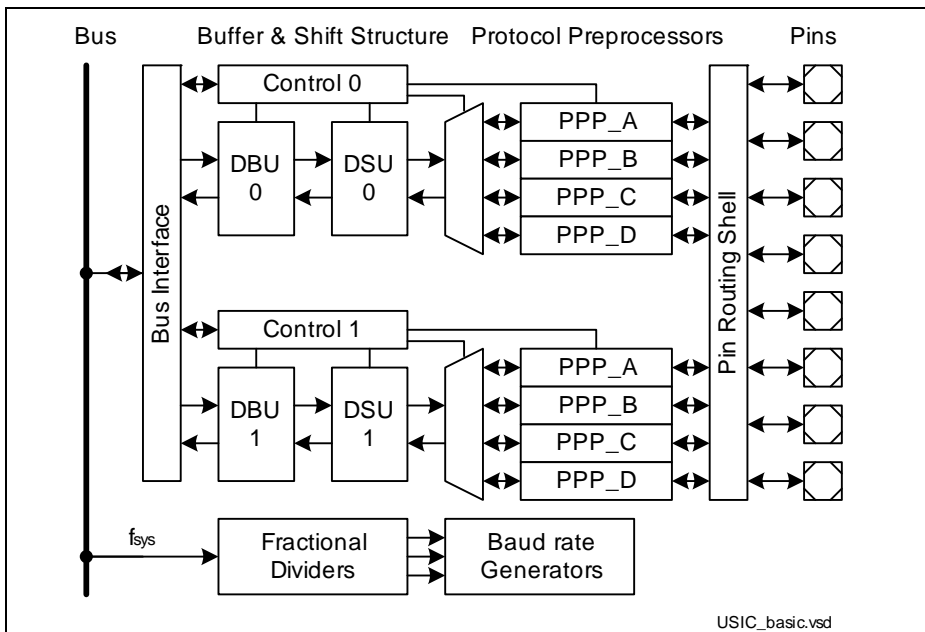 Bus Buffer & Shift Structure Protocol Preprocessors Pins
Control 0
Bus Interface
DBU
0
DSU
0
PPP_A
PPP_B
PPP_C
PPP_D
Pin Routing Shell
Control 1
DBU
1
DSU
1
PPP_A
PPP_B
PPP_C
PPP_D
fsys
Fractional
Dividers
Baud rate
Generators
USIC_basic.vsd